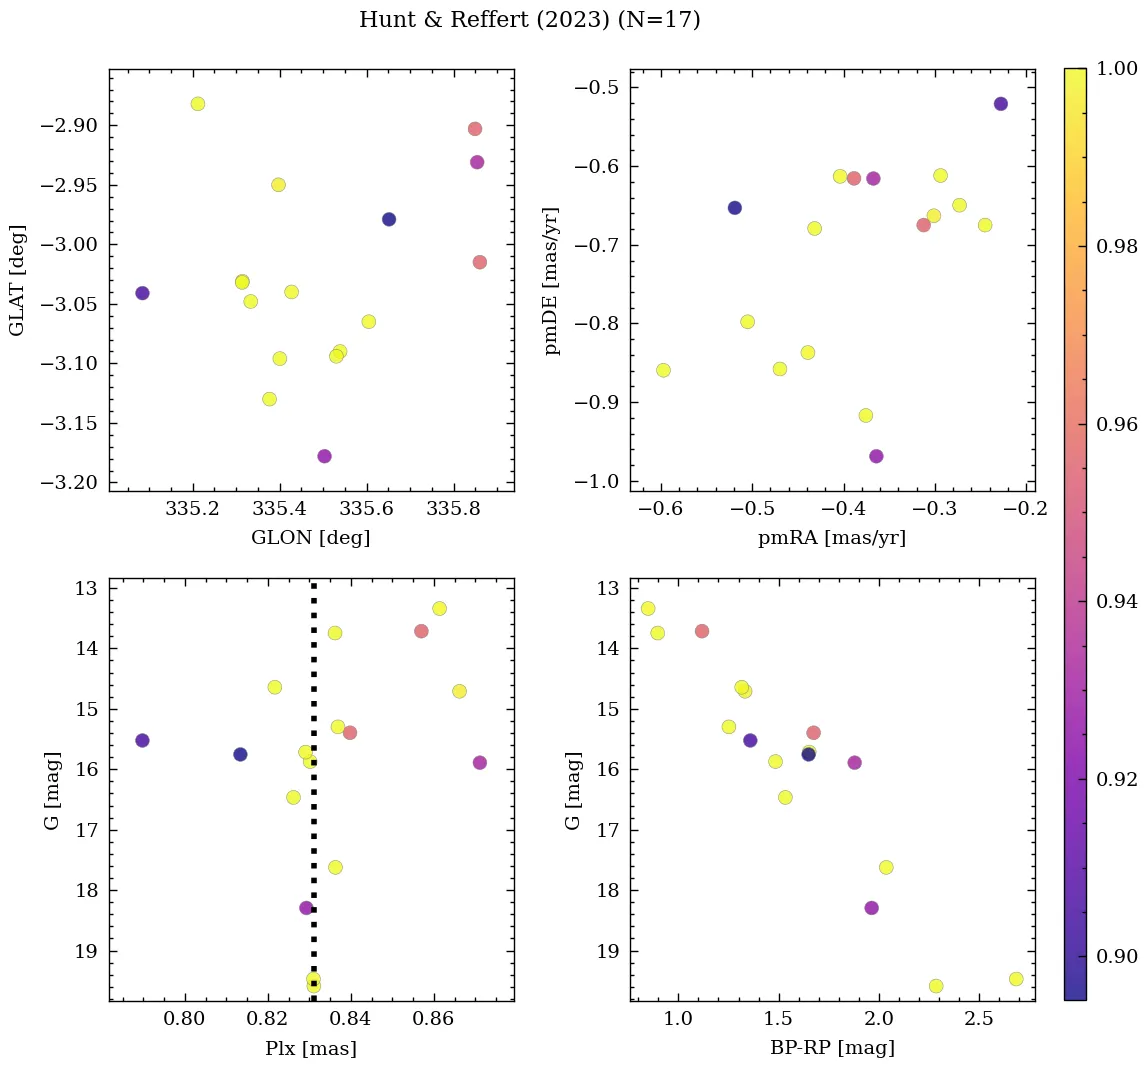 Hunt & Reffert (2023) (N=17)
−2.90
−2.95
−3.00
−3.05
−3.10
−3.15
−3.20
GLAT [deg]
335.2 335.4 335.6 335.8
GLON [deg]
−0.5
−0.6
−0.7
−0.8
−0.9
−1.0
pmDE [mas/yr]
−0.6 −0.5 −0.4 −0.3 −0.2
pmRA [mas/yr]
13
14
15
16
17
18
19
G [mag]
0.80 0.82 0.84 0.86
Plx [mas]
13
14
15
16
17
18
19
G [mag]
1.0 1.5 2.0 2.5
BP-RP [mag]
1.00
0.98
0.96
0.94
0.92
0.90